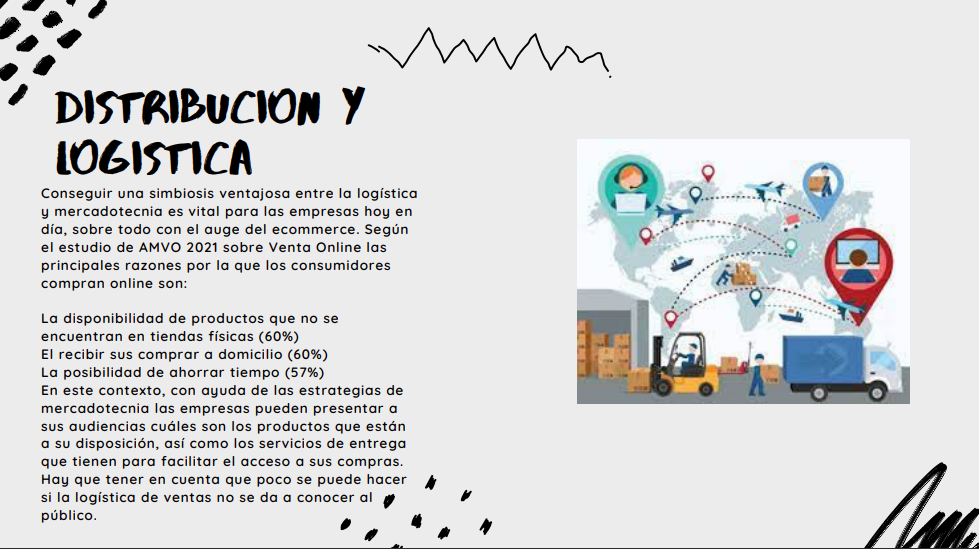 DISTRIBUCION Y
LOGISTICA
Conseguir una simbiosis ventajosa entre la logística
y mercadotecnia es vital para las empresas hoy en
día, sobre todo con el auge del ecommerce. Según
el estudio de AMVO 2021 sobre Venta Online las
principales razones por la que los consumidores
compran online son:
La disponibilidad de productos que no se
encuentran en tiendas físicas (60%)
El recibir sus comprar a domicilio (60%)
La posibilidad de ahorrar tiempo (57%)
En este contexto, con ayuda de las estrategias de
mercadotecnia las empresas pueden presentar a
sus audiencias cuáles son los productos que están
a su disposición, así como los servicios de entrega
que tienen para facilitar el acceso a sus compras.
Hay que tener en cuenta que poco se puede hacer
si la logística de ventas no se da a conocer al
público.